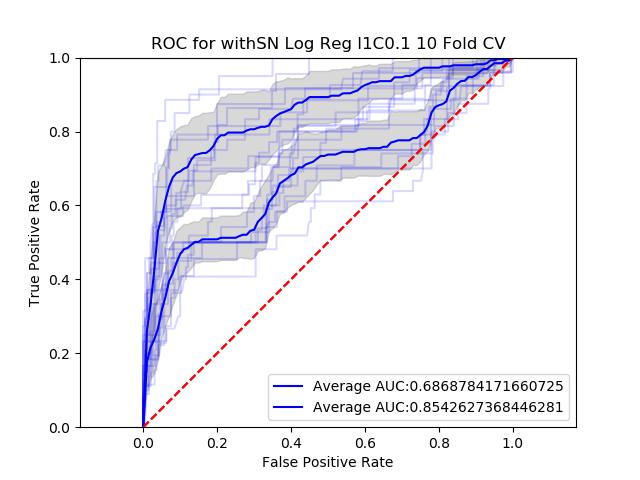 ROC for withSN Log Reg l1C0.1 10 Fold CV
True Positive Rate
1.0
0.8
0.6
0.4
0.2
0.0
Average AUC:0.6868784171660725
Average AUC:0.8542627368446281
0.0 0.2 0.4 0.6 0.8 1.0
False Positive Rate